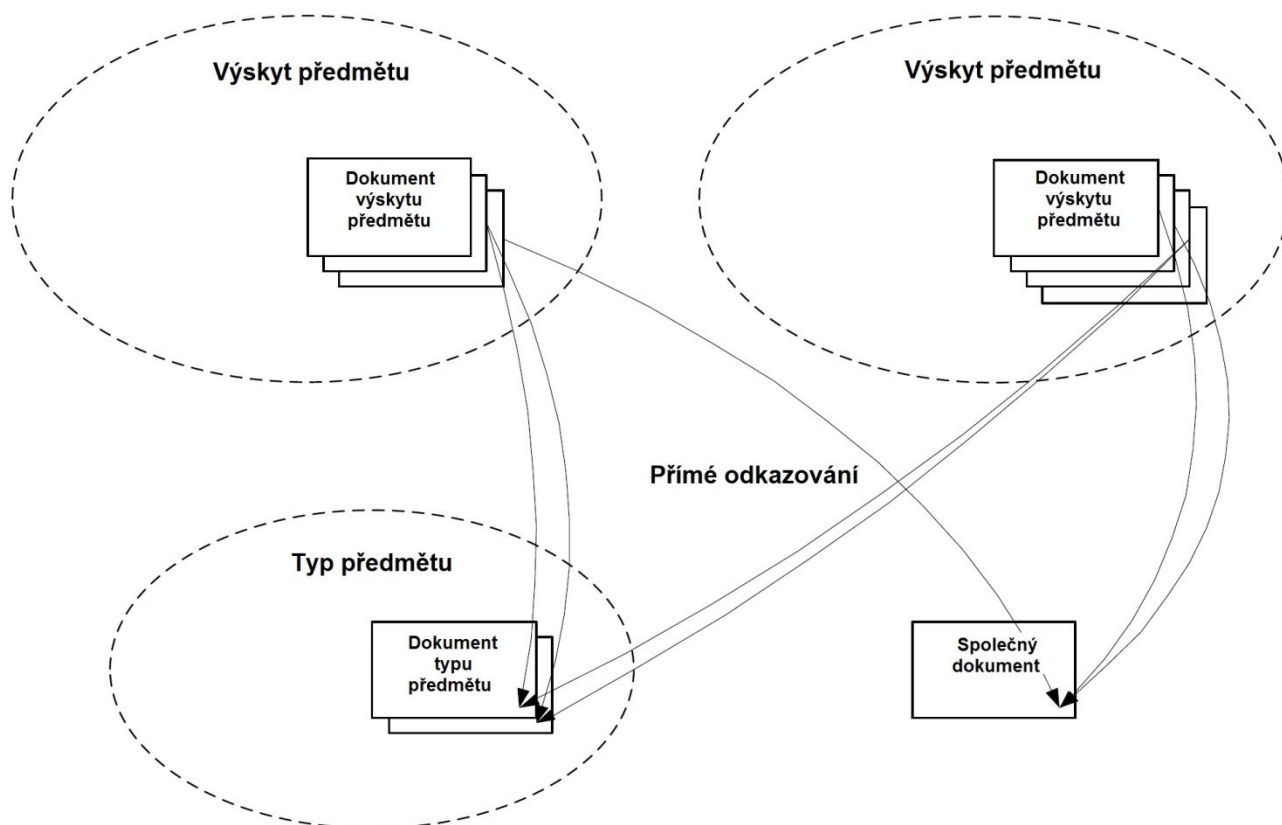 Výskyt předmětu
Výskyt předmětu
Dokument
výskytu
předmětu
Dokument
výskytu
předmětu
Přímé odkazování
Typ předmětu
Dokument
typu
předmětu
Společný
dokument